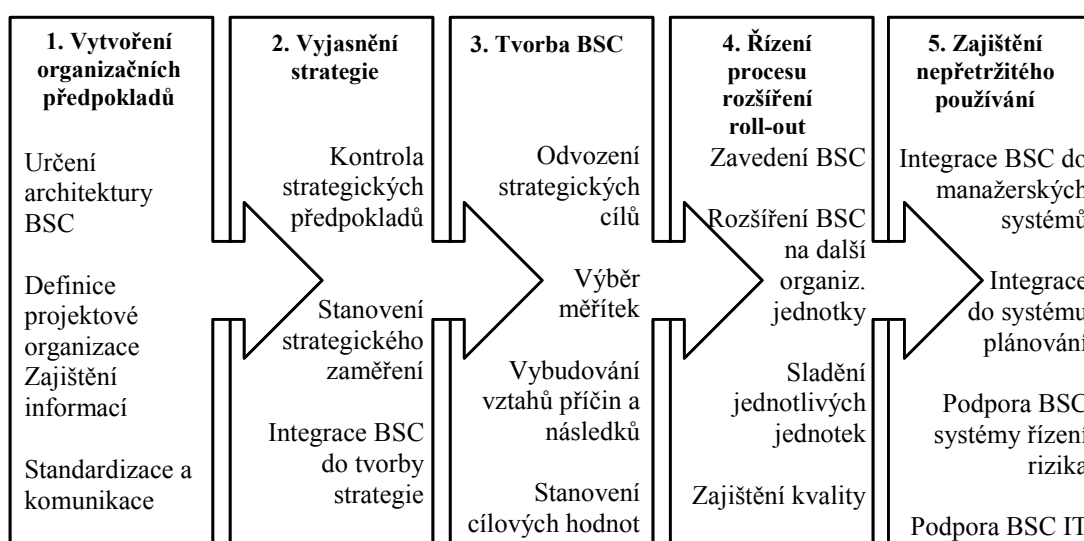 1. Vytvoření
organizačních
předpokladů
Určení
architektury
BSC
Definice
projektové
organizace
Zajištění
informací
Standardizace a
komunikace
2. Vyjasnění
strategie
Kontrola
strategických
předpokladů
Stanovení
strategického
zaměření
Integrace BSC
do tvorby
strategie
3. Tvorba BSC
Odvození
strategických
cílů
Výběr
měřítek
Vybudování
vztahů příčin a
následků
Stanovení
cílových hodnot
4. Řízení
procesu
rozšíření
roll-out
Zavedení BSC
Rozšíření BSC
na další
organiz.
jednotky
Sladění
jednotlivých
jednotek
Zajištění kvality
5. Zajištění
nepřetržitého
používání
Integrace BSC do
manažerských
systémů
Integrace
do systému
plánování
Podpora BSC
systémy řízení
rizika
Podpora BSC IT